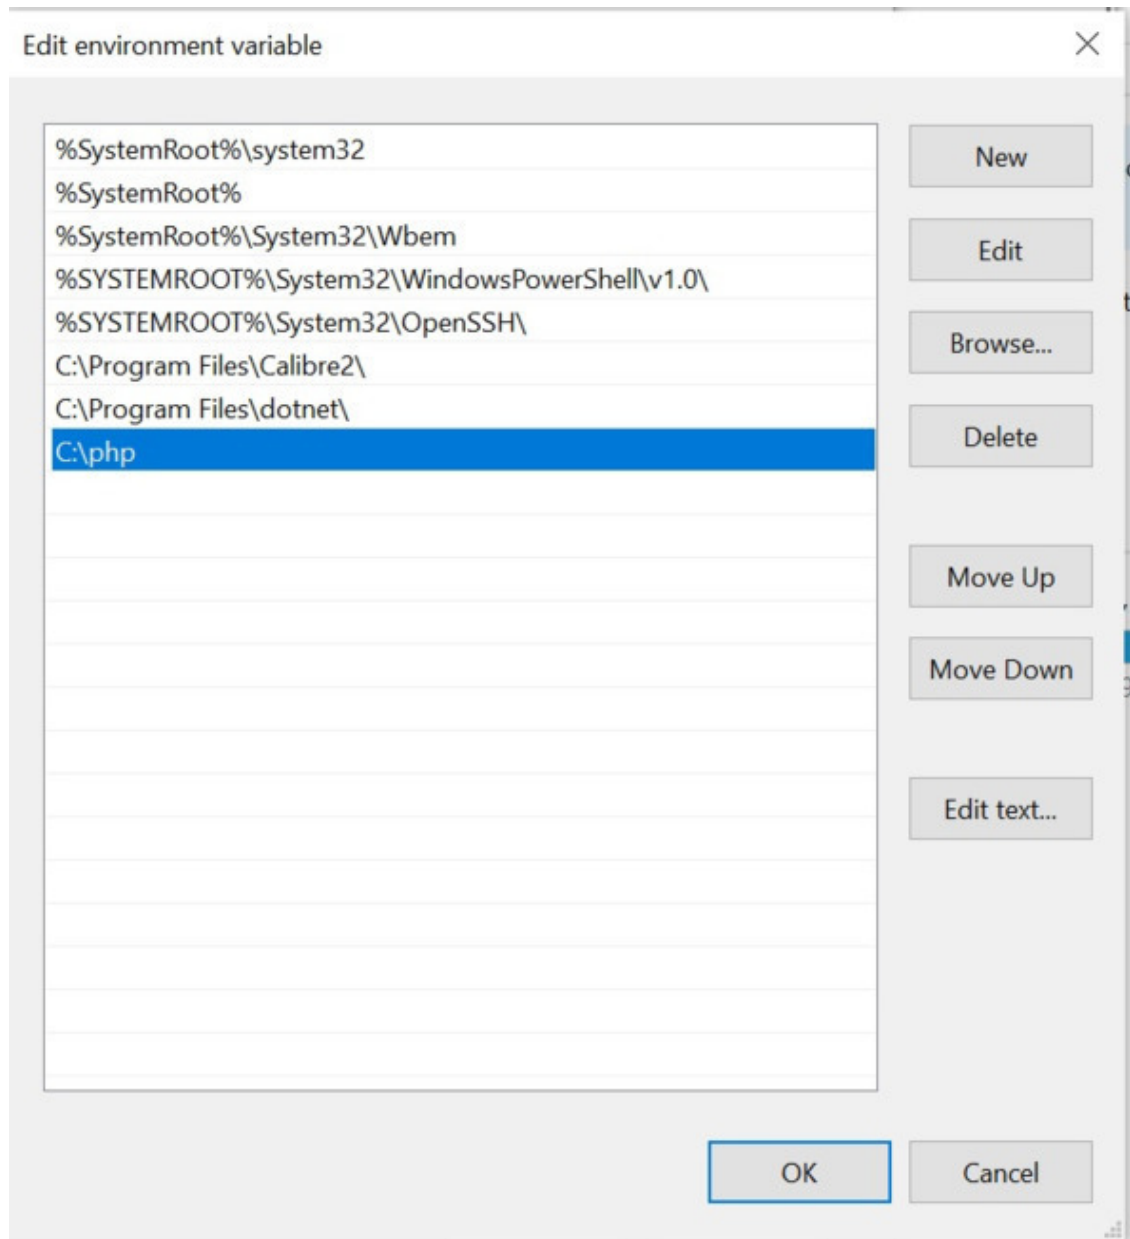 Edit environment variable
%SystemRoot%\system32
%SystemRoot%
%SystemRoot%\System32\Wbem
%SYSTEMROOT%\System32\WindowsPowerShell\v1.0\
%SYSTEMROOT%\System32\OpenSSH\
C:\Program Files\Calibre2\
C:\Program Files\dotnet\
C:\php
New
Edit
Browse...
Delete
Move Up
Move Down
Edit text...
OK
Cancel